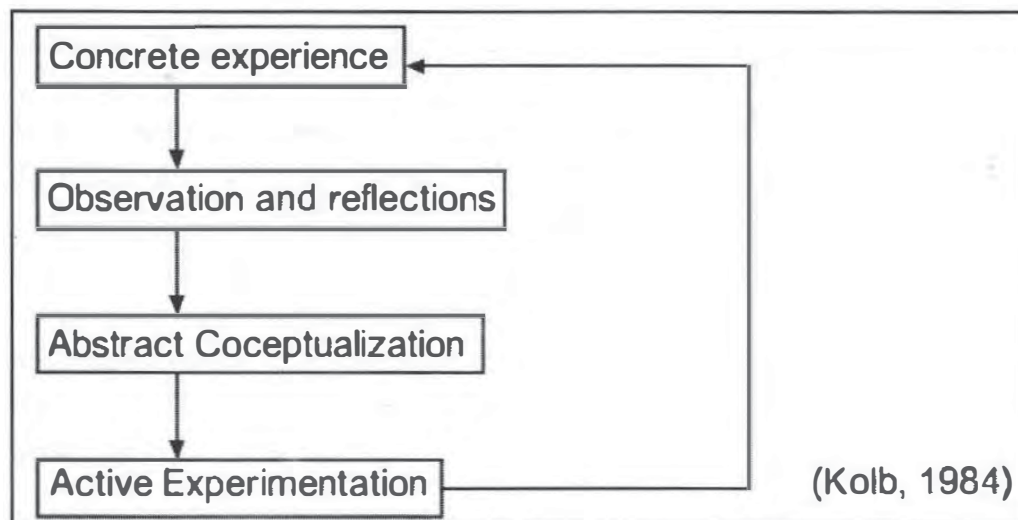 Concrete experience
Observation and reflections
Abstract Coceptualization
Active Experimentation
(Kolb, 1984)